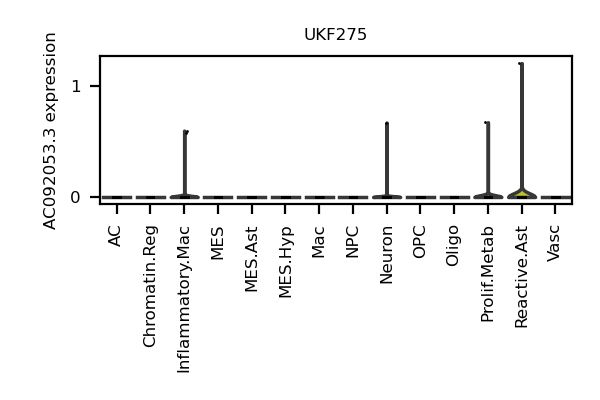 UKF275
AC092053.3 expression
1
0
AC
Chromatin.Reg
Inflammatory.Mac
MES
MES.Ast
MES.Hyp
Mac
NPC
Neuron
OPC
Oligo
Prolif.Metab
Reactive.Ast
Vasc